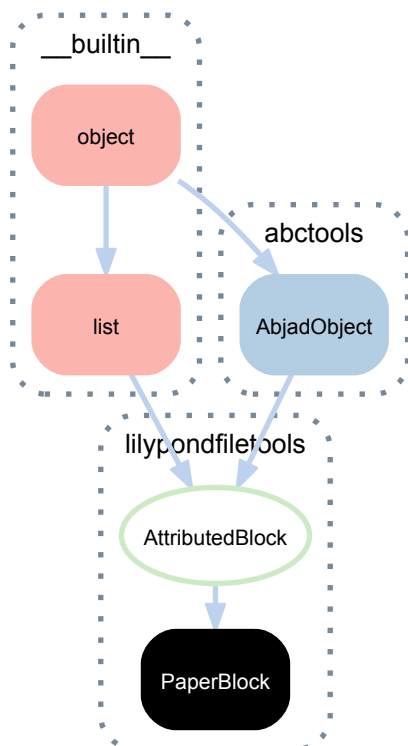 __builtin__
object
abctools
list
AbjadObject
lilypondfiletools
AttributedBlock
PaperBlock